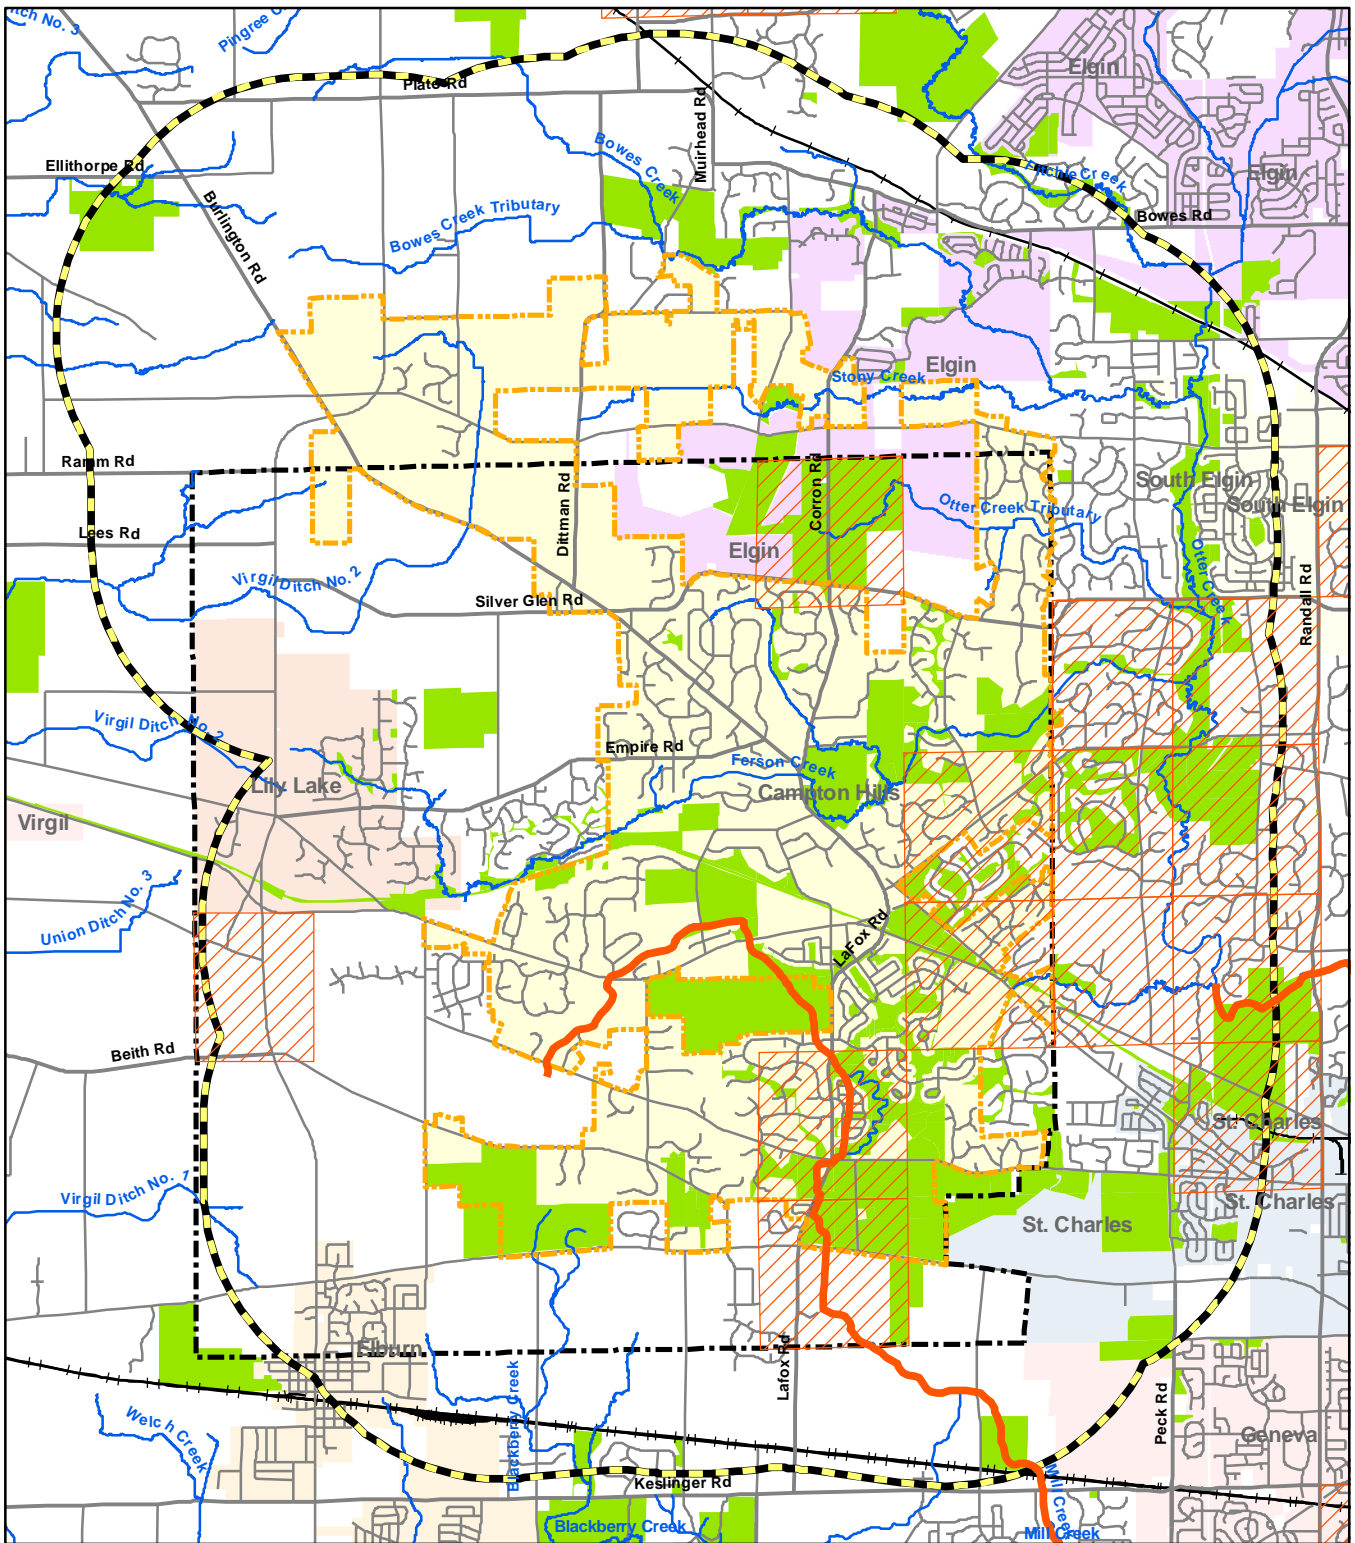 itch No. 3
Pingree C
Elgin
Plato Rd
Muirhead Rd
Bowes Creek
Ellithorpe Rd
Fitchie Creek
Elgin
Burlington Rd
Bowes Creek Tributary
Bowes Rd
Elgin
Stony Creek
Ramm Rd
Corron Rd
South Elgin
South Elgin
Otter Creek Tributary
Lees Rd
Dittman Rd
Elgin
Otter Creek
Virgil Ditch No. 2
Silver Glen Rd
Randall Rd
Virgil Ditch No. 2
Empire Rd
Ferson Creek
Lily Lake
Campton Hills
Virgil
Union Ditch No. 3
LaFox Rd
Beith Rd
St. Charles
Virgil Ditch No. 1
St. Charles
St. Charles
Elburn
Lafox Rd
Blackberry Creek
Peck Rd
Welch Creek
Geneva
Keslinger Rd
Mill Creek
Blackberry Creek
Mill Creek